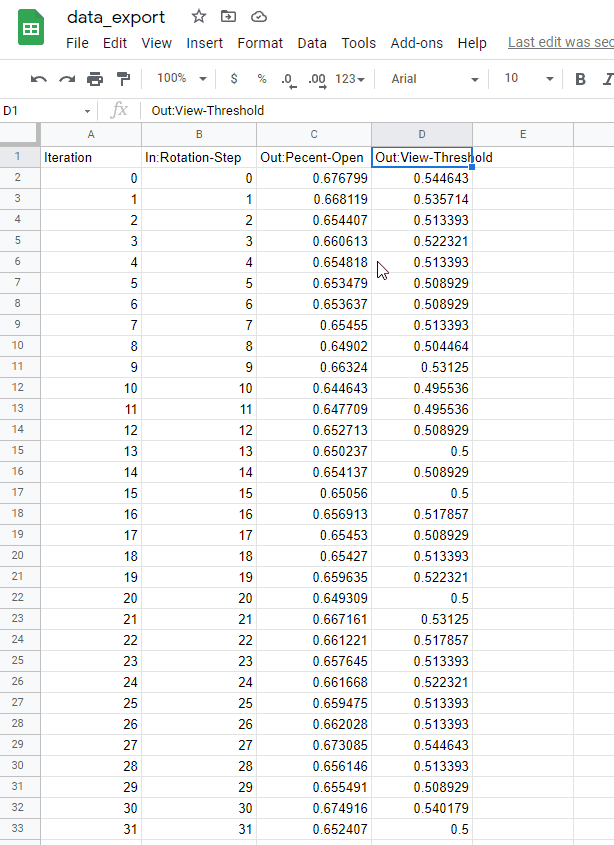 data_export
File Edit View Insert Format Data Tools Add-ons Help Last edit was sec
100% $ % .0 .00 123 Arial 10 B I
D1 fx Out:View-Threshold
A B C D E
1 Iteration In:Rotation-Step Out:Pecent-Open Out:View-Threshold
2 0 0 0.676799 0.544643
3 1 1 0.668119 0.535714
4 2 2 0.654407 0.513393
5 3 3 0.660613 0.522321
6 4 4 0.654818 0.513393
7 5 5 0.653479 0.508929
8 6 6 0.653637 0.508929
9 7 7 0.65455 0.513393
10 8 8 0.64902 0.504464
11 9 9 0.66324 0.53125
12 10 10 0.644643 0.495536
13 11 11 0.647709 0.495536
14 12 12 0.652713 0.508929
15 13 13 0.650237 0.5
16 14 14 0.654137 0.508929
17 15 15 0.65056 0.5
18 16 16 0.656913 0.517857
19 17 17 0.65453 0.508929
20 18 18 0.65427 0.513393
21 19 19 0.659635 0.522321
22 20 20 0.649309 0.5
23 21 21 0.667161 0.53125
24 22 22 0.661221 0.517857
25 23 23 0.657645 0.513393
26 24 24 0.661668 0.522321
27 25 25 0.659475 0.513393
28 26 26 0.662028 0.513393
29 27 27 0.673085 0.544643
30 28 28 0.656146 0.513393
31 29 29 0.655491 0.508929
32 30 30 0.674916 0.540179
33 31 31 0.652407 0.5